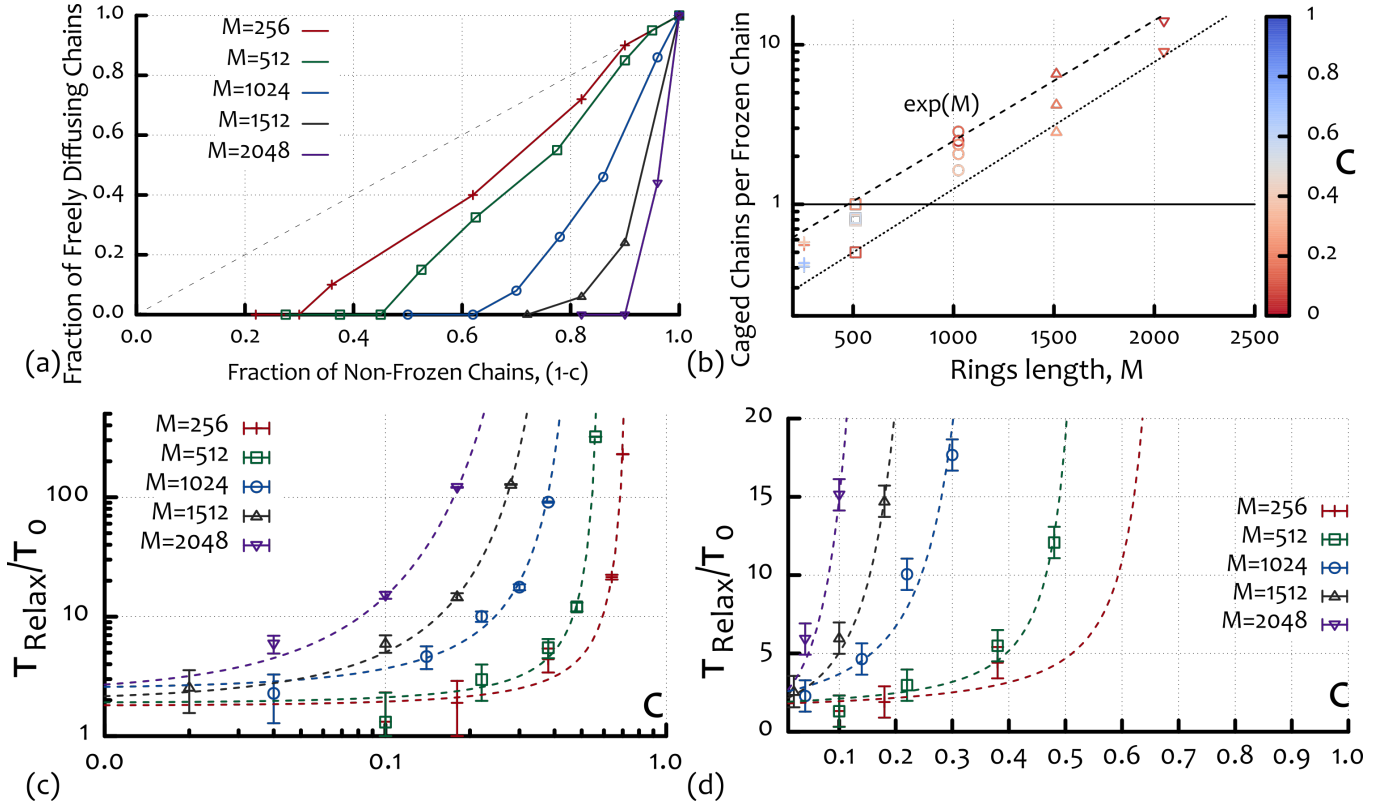 Fraction of Freely Diffusing Chains
1.0
0.8
0.6
0.4
0.2
0.0
M=256
M=512
M=1024
M=1512
M=2048
0.0 0.2 0.4 0.6 0.8 1.0
(a)
Fraction of Non-Frozen Chains, (1-c)
Caged Chains per Frozen Chain
10
1
exp(M)
500 1000 1500 2000 2500
(b)
Rings length, M
1
0.8
0.6
0.4
0.2
0
C
TRelax/T0
100
10
1
M=256
M=512
M=1024
M=1512
M=2048
C
0.0 0.1 1.0
(c)
TRelax/T0
20
15
10
5
0
M=256
M=512
M=1024
M=1512
M=2048
C
0.1 0.2 0.3 0.4 0.5 0.6 0.7 0.8 0.9 1.0
(d)